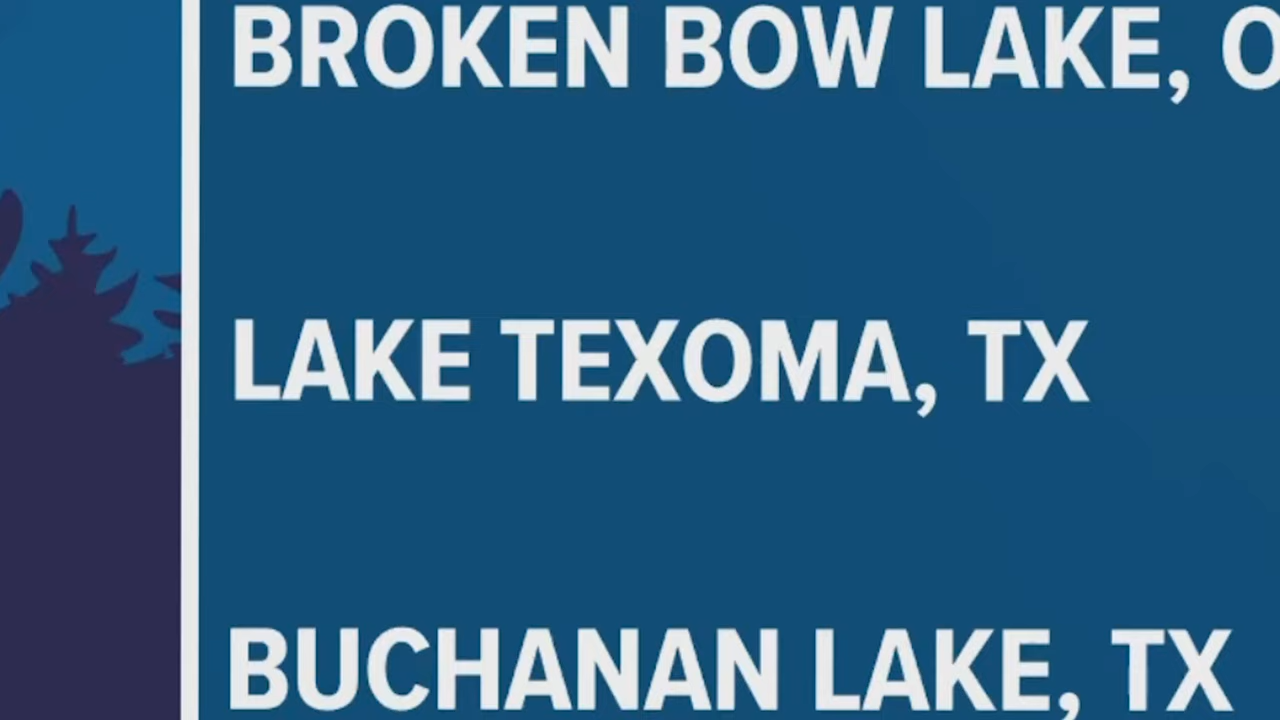 BROKEN BOW LAKE, O
LAKE TEXOMA, TX
BUCHANAN LAKE, TX